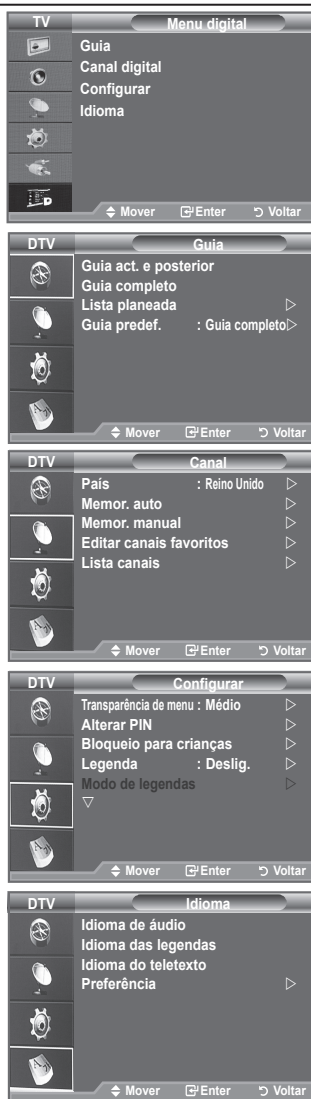 TV Menu digital
Guia
Canal digital
Configurar
Idioma
Mover Enter Voltar
DTV Guia
Guia act. e posterior
Guia completo
Lista planeada
Guia predef. : Guia completo
Mover Enter Voltar
DTV Canal
País : Reino Unido
Memor. auto
Memor. manual
Editar canais favoritos
Lista canais
Mover Enter Voltar
DTV Configurar
Transparência de menu : Médio
Alterar PIN
Bloqueio para crianças
Legenda : Deslig.
Modo de legendas
Mover Enter Voltar
DTV Idioma
Idioma de áudio
Idioma das legendas
Idioma do teletexto
Preferência
Mover Enter Voltar